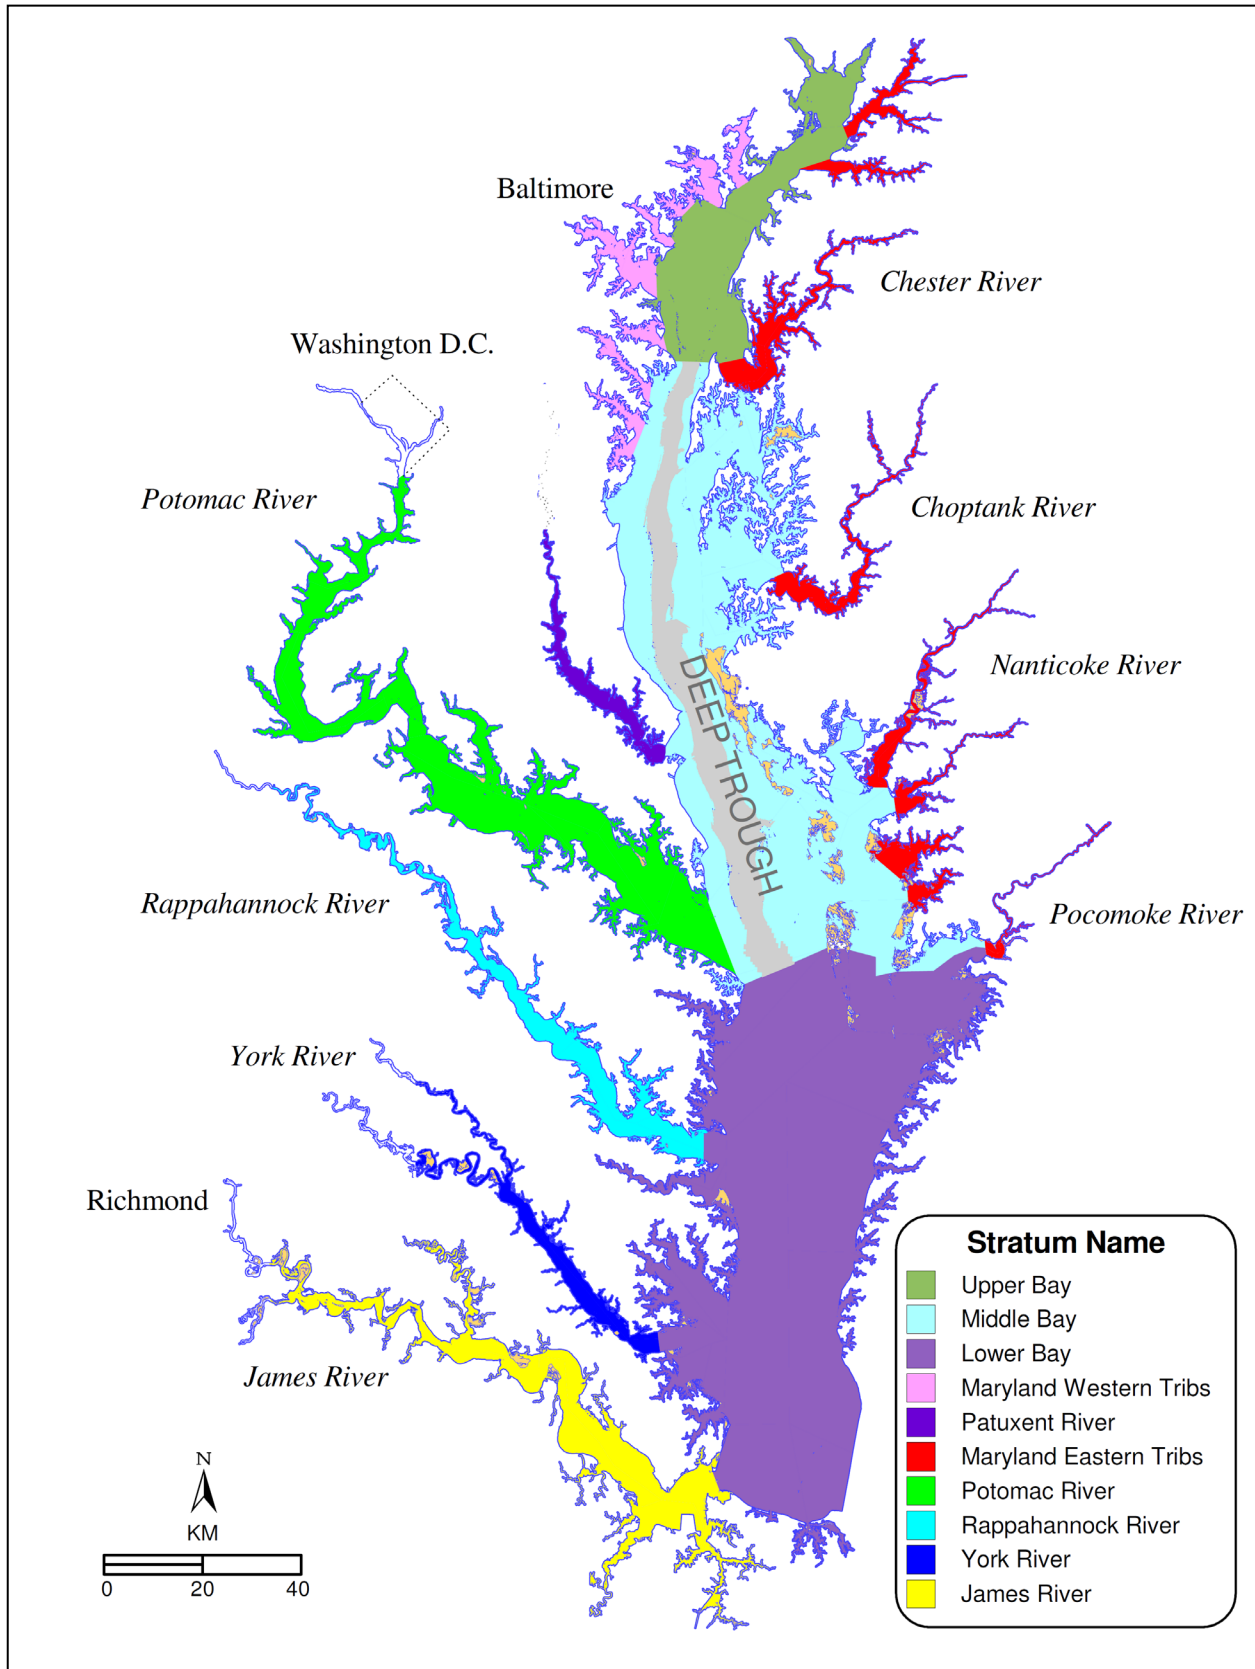 Baltimore
Chester River
Washington D.C.
Potomac River
Choptank River
Nanticoke River
DEEP TROUGH
Rappahannock River
Pocomoke River
York River
Richmond
James River
N
KM
0 20 40
Stratum Name
Upper Bay
Middle Bay
Lower Bay
Maryland Western Tribs
Patuxent River
Maryland Eastern Tribs
Potomac River
Rappahannock River
York River
James River